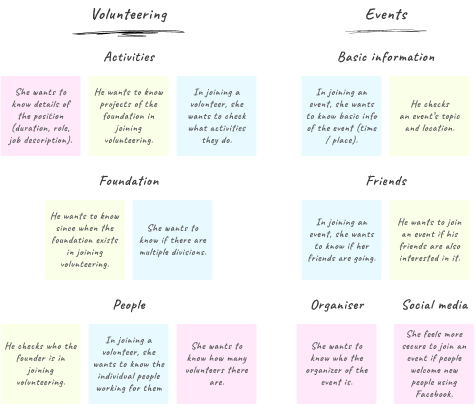 Volunteering
Activities
She wants to
know details of
the position
(duration, role,
job description).
He wants to know
projects of the
foundation in
joining
volunteering.
In joining a
volunteer, she
wants to check
what activities
they do.
Foundation
He wants to know
since when the
foundation exists
in joining
volunteering.
She wants to
know if there are
multiple divisions.
People
He checks who the
founder is in
joining
volunteering.
In joining a
volunteer, she
wants to know the
individual people
working for them
She wants to
know how many
volunteers there
are.
Events
Basic information
In joining an
event, she wants
to know basic info
of the event (time
/ place).
He checks
an event's topic
and location.
Friends
In joining an
event, she wants
to know if her
friends are going.
He wants to join
an event if his
friends are also
interested in it.
Organiser
She wants to
know who the
organizer of the
event is.
Social media
She feels more
secure to join an
event if people
welcome new
people using
Facebook.